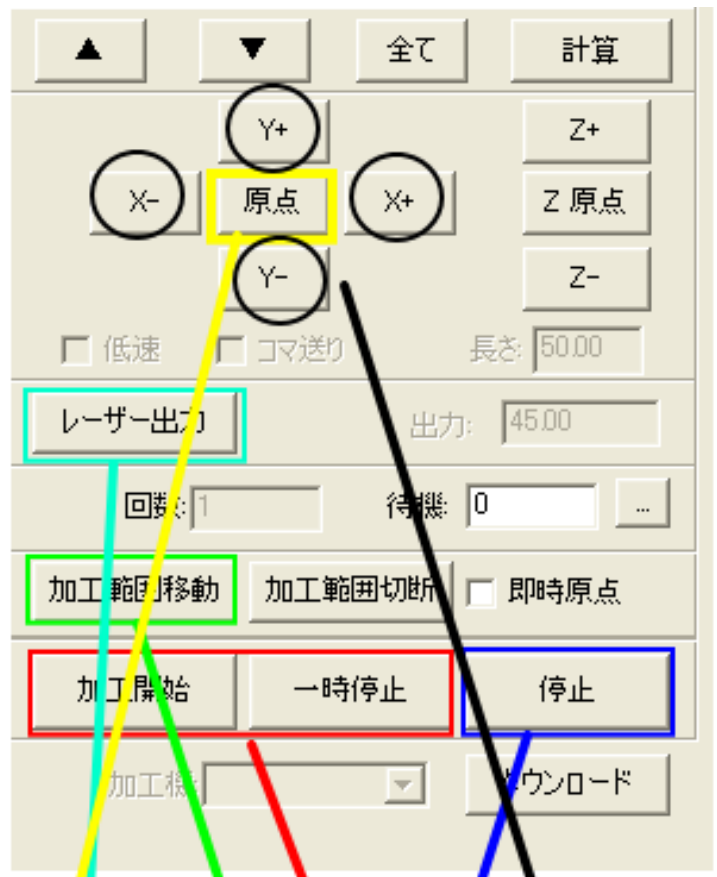 ▲ ▼ 全て 計算
Y+ Z+
X- 原点 X+ Z 原点
Y- Z-
低速 コマ送り 長さ: 50.00
レーザー出力 出力: 45.00
回数: 1 待機: 0 ...
加工範囲移動 加工範囲切断 即時原点
加工開始 一時停止 停止
加工機: ダウンロード